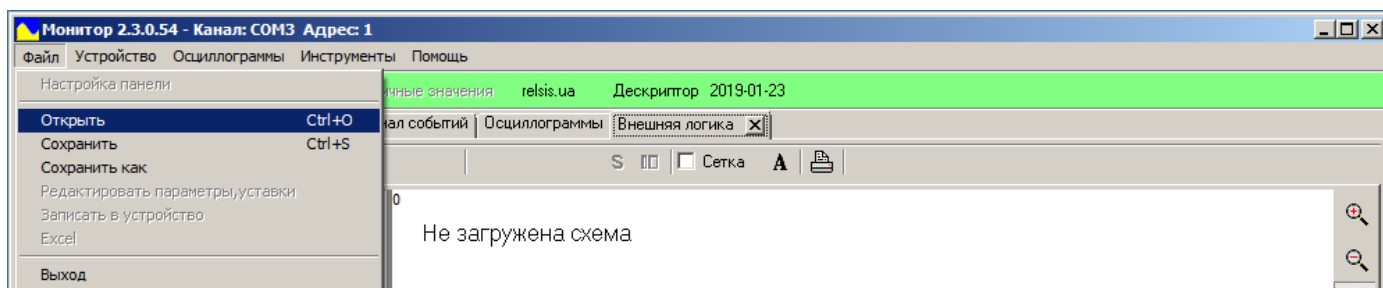 Монитор 2.3.0.54 - Канал: COM3 Адрес: 1
Файл Устройство Осциллограммы Инструменты Помощь
Настройка панели
значения relsis.ua Дескриптор 2019-01-23
Открыть Ctrl+O
событий Осциллограммы Внешняя логика X
Сохранить Ctrl+S
Сохранить как
S Сетка A
Редактировать параметры,уставки
0
Записать в устройство
Не загружена схема
Excel
Выход